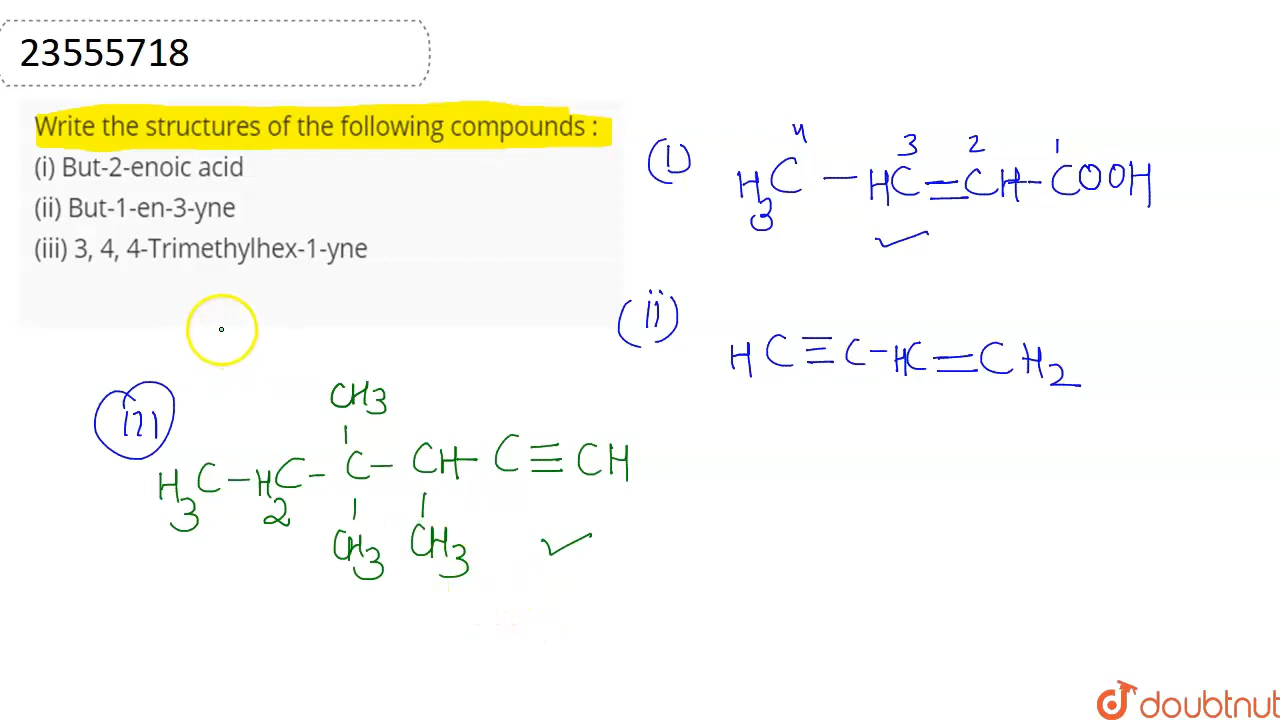 23555718
Write the structures of the following compounds :
(i) But-2-enoic acid
(ii) But-1-en-3-yne
(iii) 3, 4, 4-Trimethylhex-1-yne
(i) 4 3 2 1
H3C — HC = CH — COOH
(ii)
HC ≡ C - HC = CH2
iii
CH3
H3C - H2C - C - CH - C ≡ CH
CH3 CH3
doubtnut